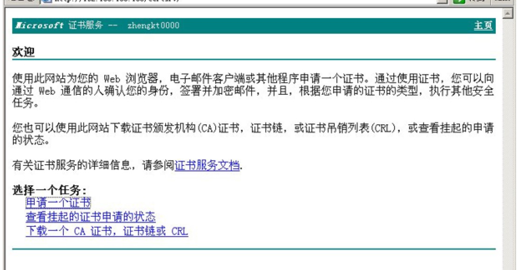 Microsoft 证书服务 -- zhengkt0000 主页
欢迎
使用此网站为您的 Web 浏览器，电子邮件客户端或其他程序申请一个证书。通过使用证书，您可以向
通过 Web 通信的人确认您的身份，签署并加密邮件，并且，根据您申请的证书的类型，执行其他安全
任务。
您也可以使用此网站下载证书颁发机构(CA)证书，证书链，或证书吊销列表(CRL)，或查看挂起的申请
的状态。
有关证书服务的详细信息，请参阅证书服务文档.
选择一个任务:
申请一个证书
查看挂起的证书申请的状态
下载一个 CA 证书，证书链或 CRL